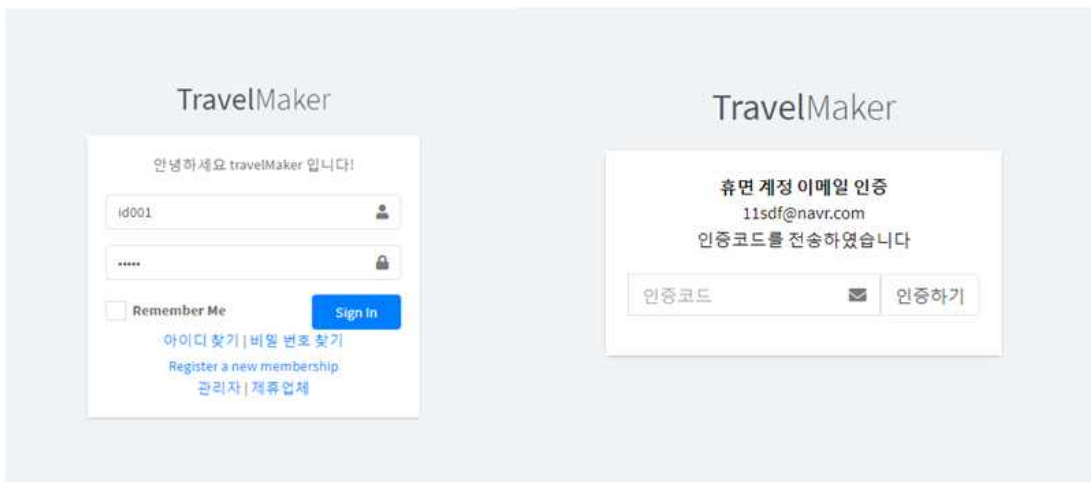 TravelMaker
안녕하세요 travelMaker 입니다!
id001
•••••
Remember Me
Sign In
아이디 찾기 | 비밀 번호 찾기
Register a new membership
관리자 | 제휴업체
TravelMaker
휴면 계정 이메일 인증
11sdf@navr.com
인증코드를 전송하였습니다
인증코드
인증하기